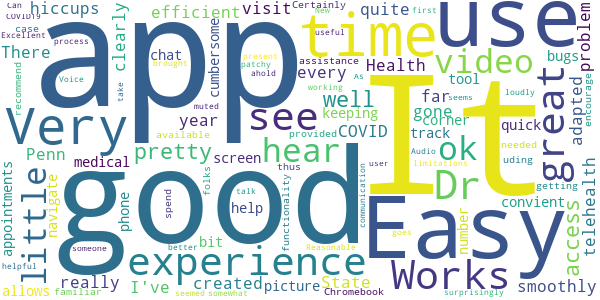 Can
COVID19
Excellent
case
process
There
hiccups
recommend
clearly
Voice
take
efficient
cumbersome
chat
brought
muted
app
visit
Certainly
New
useful
patchy
present
ahold
assistance
every
year
time
quite
Health
As
working
first
use
video
tool
seems
bugs
loudly
problem
adapted
encourage
Very
good
see
well
keeping
COVID
far
gone
corner
track
quick
great
It
Penn
medical
pretty
available
screen
provided
hear
ok
Audio
needed
uding
limitations
Dr
user
getting
convient
telehealth
access
appointments
little
navigate
phone
spend
help
thus
folks
talk
functionality
communication
bit
someone
better
experience
Easy
number
goes
helpful
allows
really
familiar
I've
created
seemed
somewhat
picture
State
Reasonable
Chromebook
Works
surprisingly
smoothly